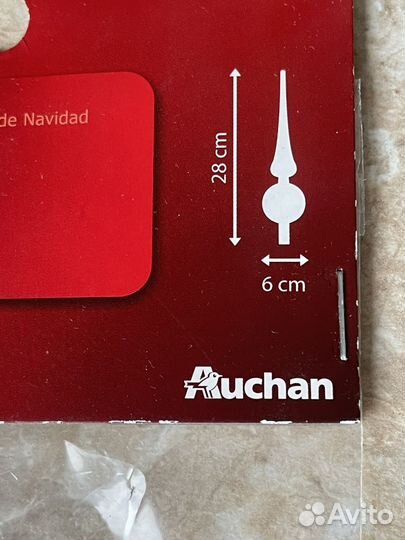 de Navidad
28 cm
6 cm
Auchan
Avito